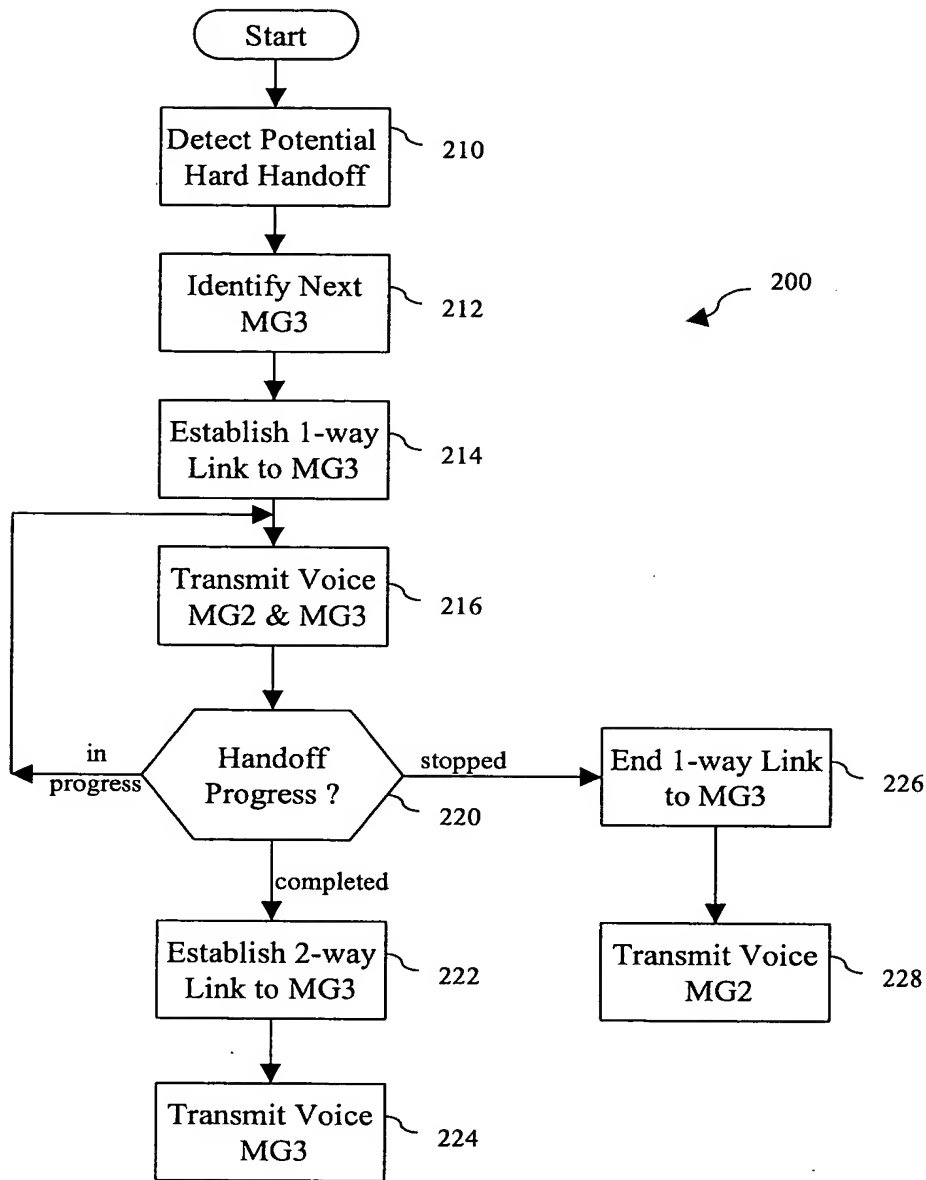 Start
Detect Potential
Hard Handoff
210
Identify Next
MG3
212
200
Establish 1-way
Link to MG3
214
Transmit Voice
MG2 & MG3
216
in
progress
Handoff
Progress ?
220
stopped
End 1-way Link
to MG3
226
completed
Establish 2-way
Link to MG3
222
Transmit Voice
MG2
228
Transmit Voice
MG3
224